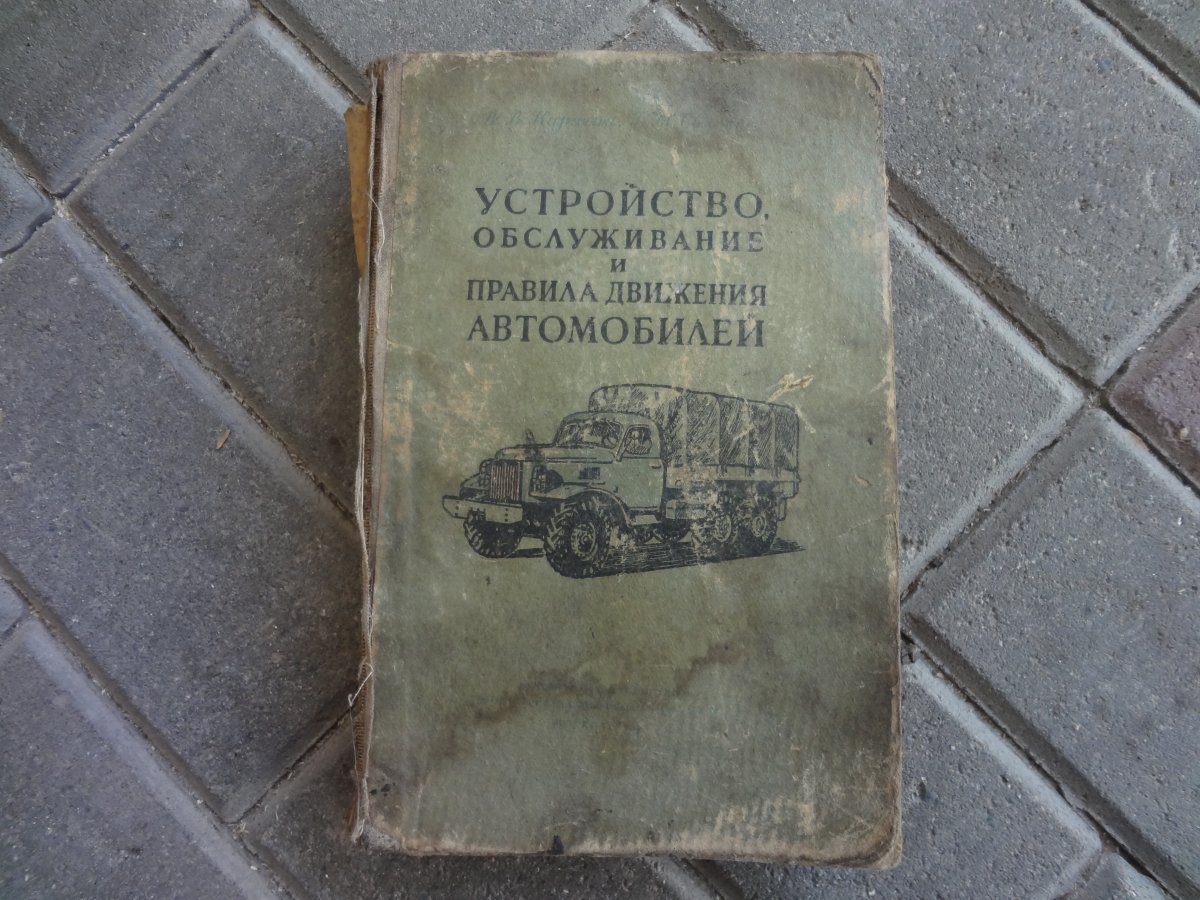 УСТРОЙСТВО,
ОБСЛУЖИВАНИЕ
И
ПРАВИЛА ДВИЖЕНИЯ
АВТОМОБИЛЕЙ